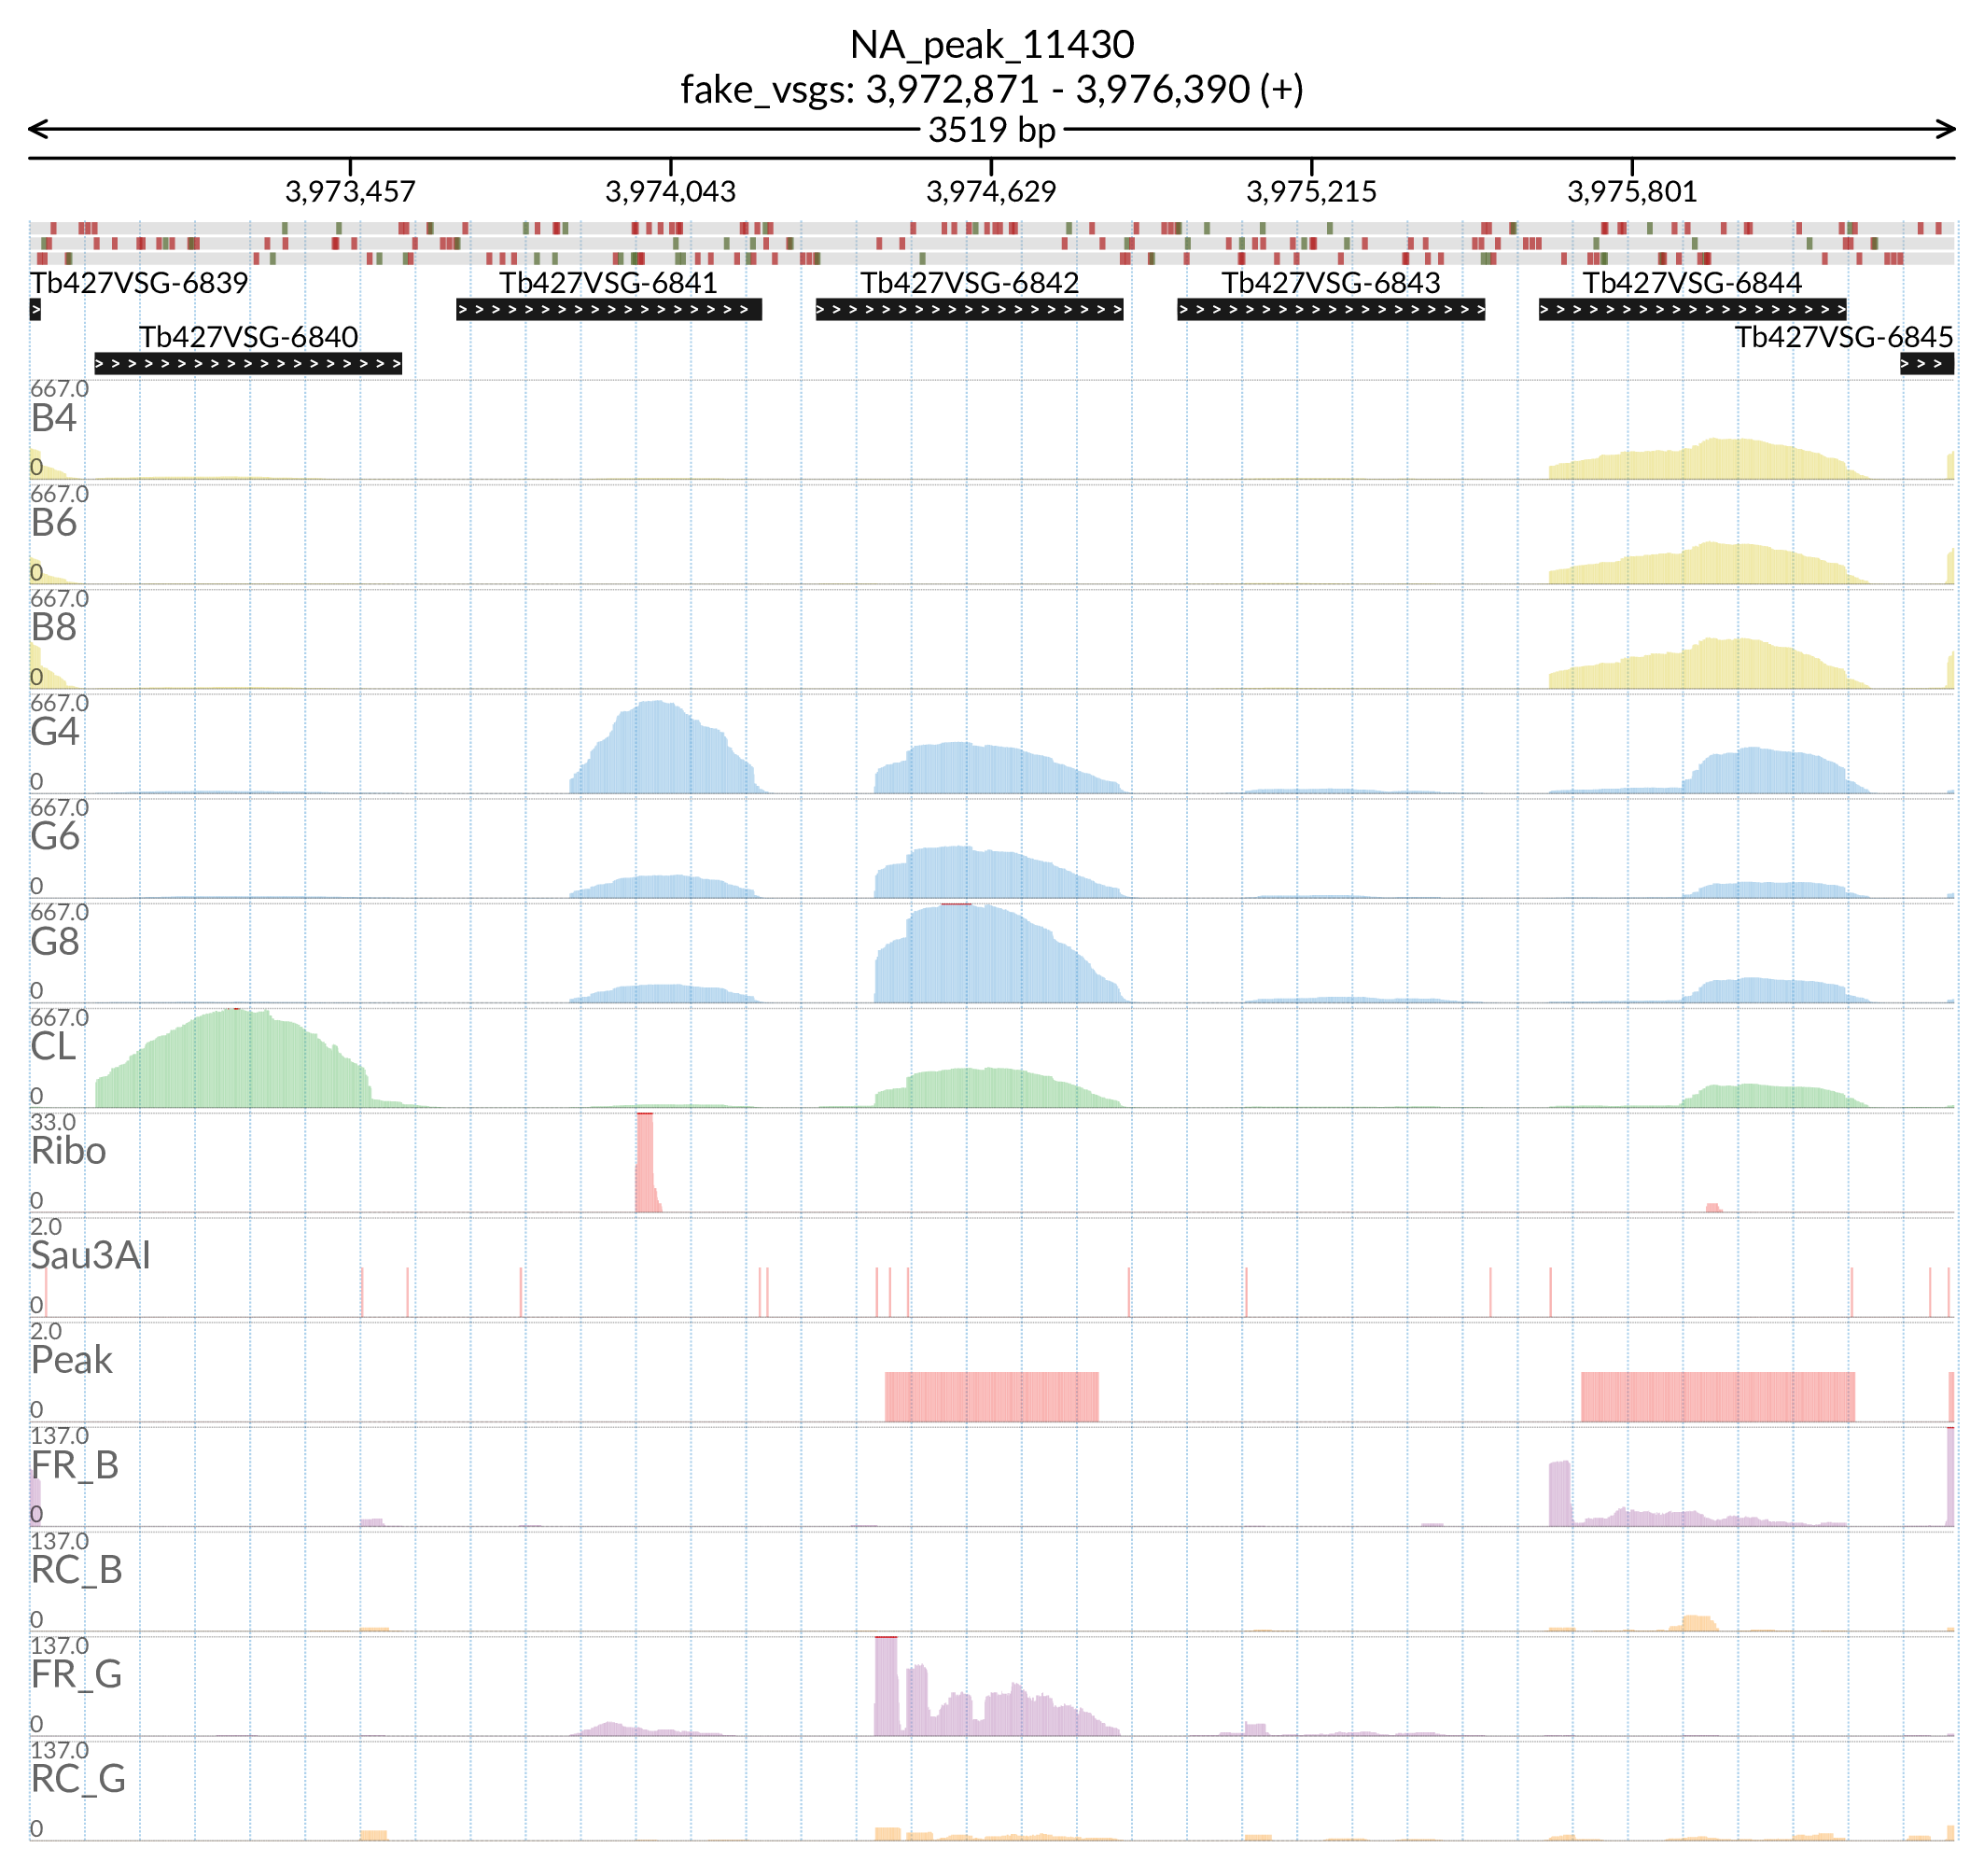 NA_peak_11430
fake_vsgs: 3,972,871 - 3,976,390 (+)
3519 bp
3,973,457 3,974,043 3,974,629 3,975,215 3,975,801
Tb427VSG-6839 Tb427VSG-6841 Tb427VSG-6842 Tb427VSG-6843 Tb427VSG-6844
Tb427VSG-6840 Tb427VSG-6845
667.0
B4
0
667.0
B6
0
667.0
B8
0
667.0
G4
0
667.0
G6
0
667.0
G8
0
667.0
CL
0
33.0
Ribo
0
2.0
Sau3AI
0
2.0
Peak
0
137.0
FR_B
0
137.0
RC_B
0
137.0
FR_G
0
137.0
RC_G
0